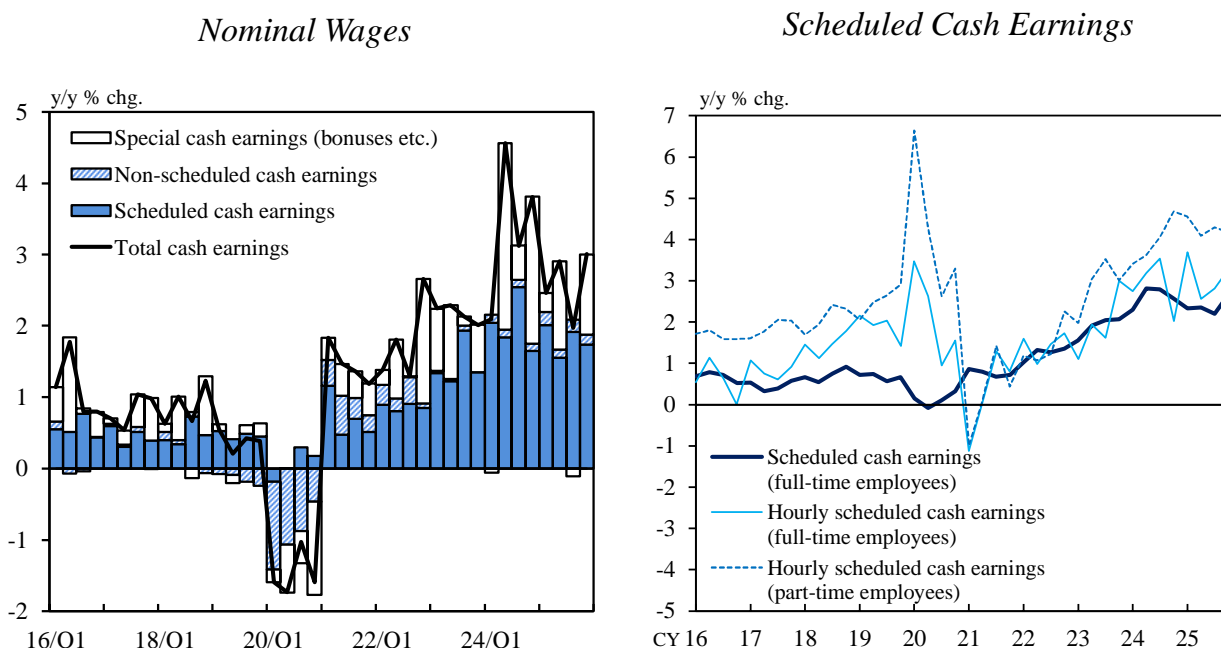 Nominal Wages
y/y % chg.
5
4
3
2
1
0
-1
-2
Special cash earnings (bonuses etc.)
Non-scheduled cash earnings
Scheduled cash earnings
Total cash earnings
16/Q1 18/Q1 20/Q1 22/Q1 24/Q1
Scheduled Cash Earnings
y/y % chg.
7
6
5
4
3
2
1
0
-1
-2
-3
-4
-5
Scheduled cash earnings
(full-time employees)
Hourly scheduled cash earnings
(full-time employees)
Hourly scheduled cash earnings
(part-time employees)
CY 16 17 18 19 20 21 22 23 24 25